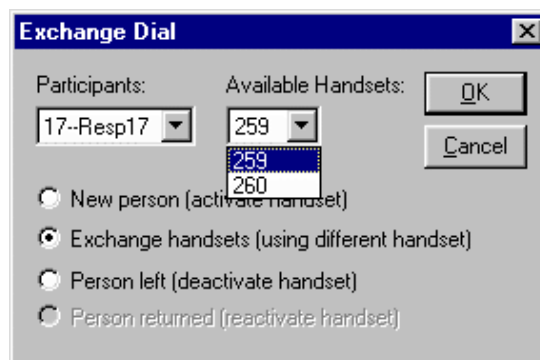 Exchange Dial
Participants: Available Handsets:
17--Resp17 259
OK
259
260
Cancel
New person (activate handset)
Exchange handsets (using different handset)
Person left (deactivate handset)
Person returned (reactivate handset)